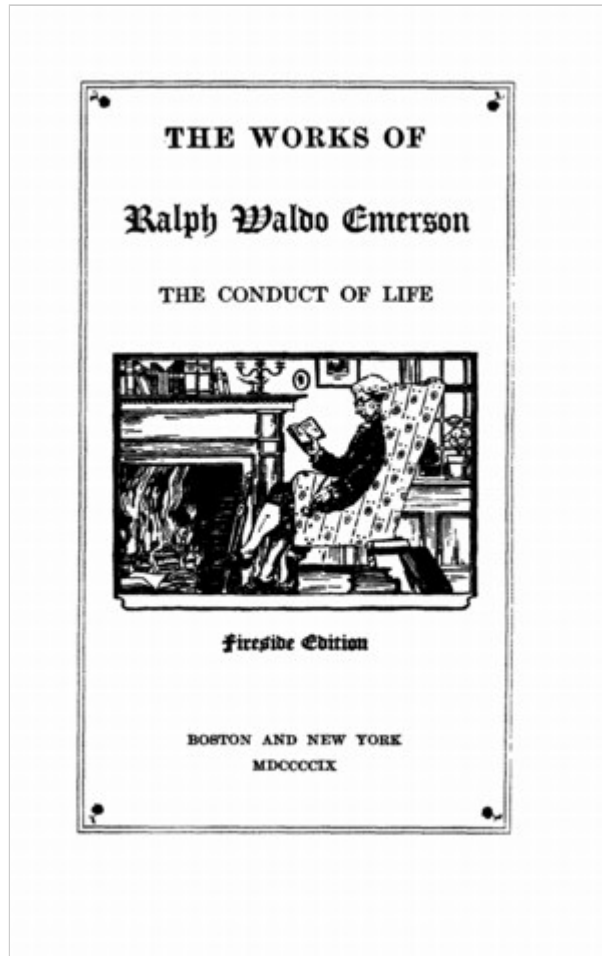 THE WORKS OF
Ralph Waldo Emerson
THE CONDUCT OF LIFE
Fireside Edition
BOSTON AND NEW YORK
MDCCCCIX